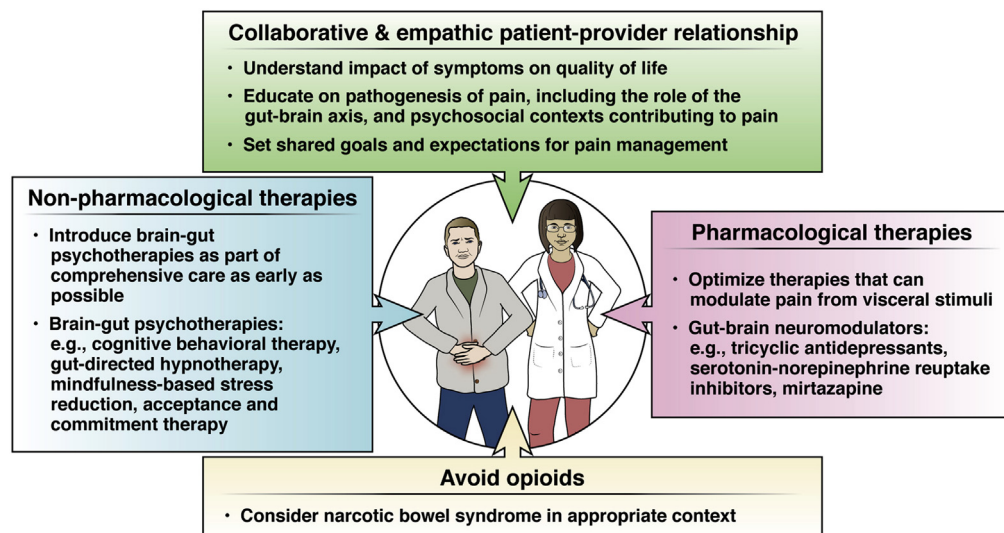 Collaborative & empathic patient-provider relationship
· Understand impact of symptoms on quality of life
· Educate on pathogenesis of pain, including the role of the
gut-brain axis, and psychosocial contexts contributing to pain
· Set shared goals and expectations for pain management
Non-pharmacological therapies
· Introduce brain-gut
psychotherapies as part of
comprehensive care as early as
possible
· Brain-gut psychotherapies:
e.g., cognitive behavioral therapy,
gut-directed hypnotherapy,
mindfulness-based stress
reduction, acceptance and
commitment therapy
Pharmacological therapies
· Optimize therapies that can
modulate pain from visceral stimuli
· Gut-brain neuromodulators:
e.g., tricyclic antidepressants,
serotonin-norepinephrine reuptake
inhibitors, mirtazapine
Avoid opioids
· Consider narcotic bowel syndrome in appropriate context